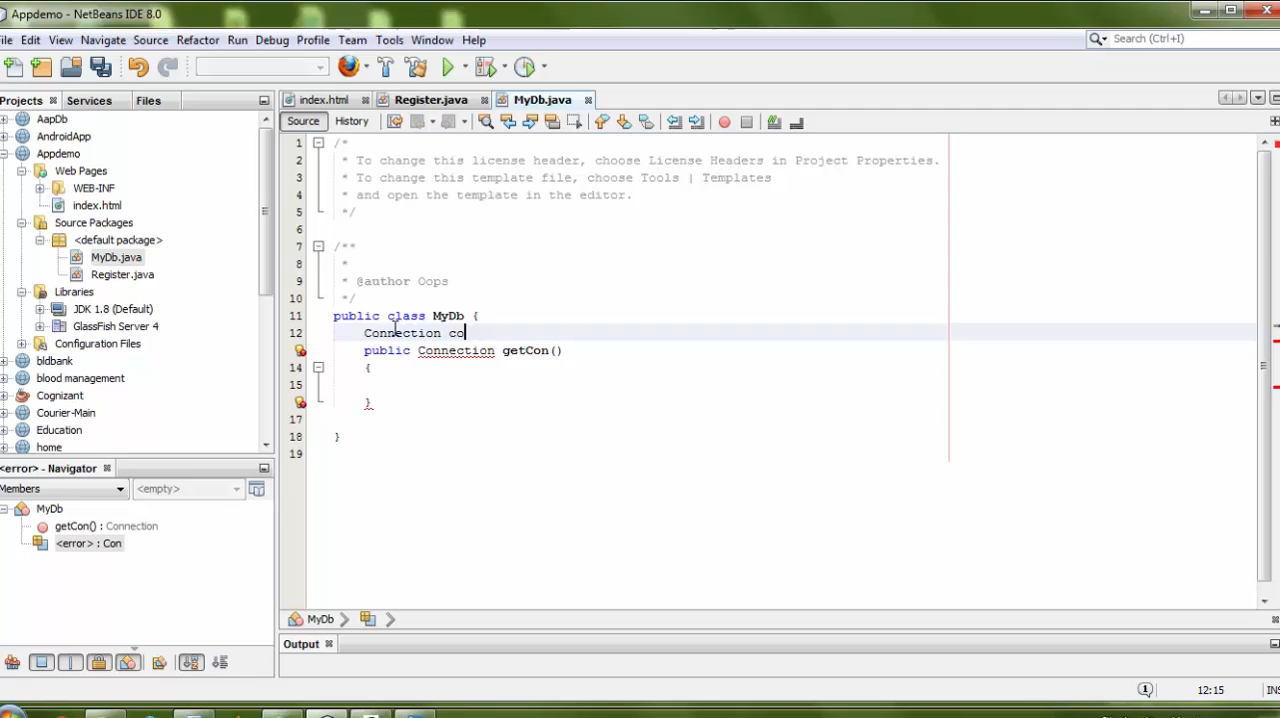 Appdemo - NetBeans IDE 8.0
File Edit View Navigate Source Refactor Run Debug Profile Team Tools Window Help
Search (Ctrl+I)
Projects Services Files
index.html Register.java MyDb.java
Source History
AapDb
AndroidApp
Appdemo
Web Pages
WEB-INF
index.html
Source Packages
<default package>
MyDb.java
Register.java
Libraries
JDK 1.8 (Default)
GlassFish Server 4
Configuration Files
bldbank
blood management
Cognizant
Courier-Main
Education
home
1 /*
2 * To change this license header, choose License Headers in Project Properties.
3 * To change this template file, choose Tools | Templates
4 * and open the template in the editor.
5 */
6
7 /**
8 *
9 * @author Oops
10 */
11 public class MyDb {
12 Connection co
public Connection getCon()
14 {
15
}
17
18 }
19
<error> - Navigator
Members <empty>
MyDb
getCon() : Connection
<error> : Con
MyDb
Output
1 12:15 INS